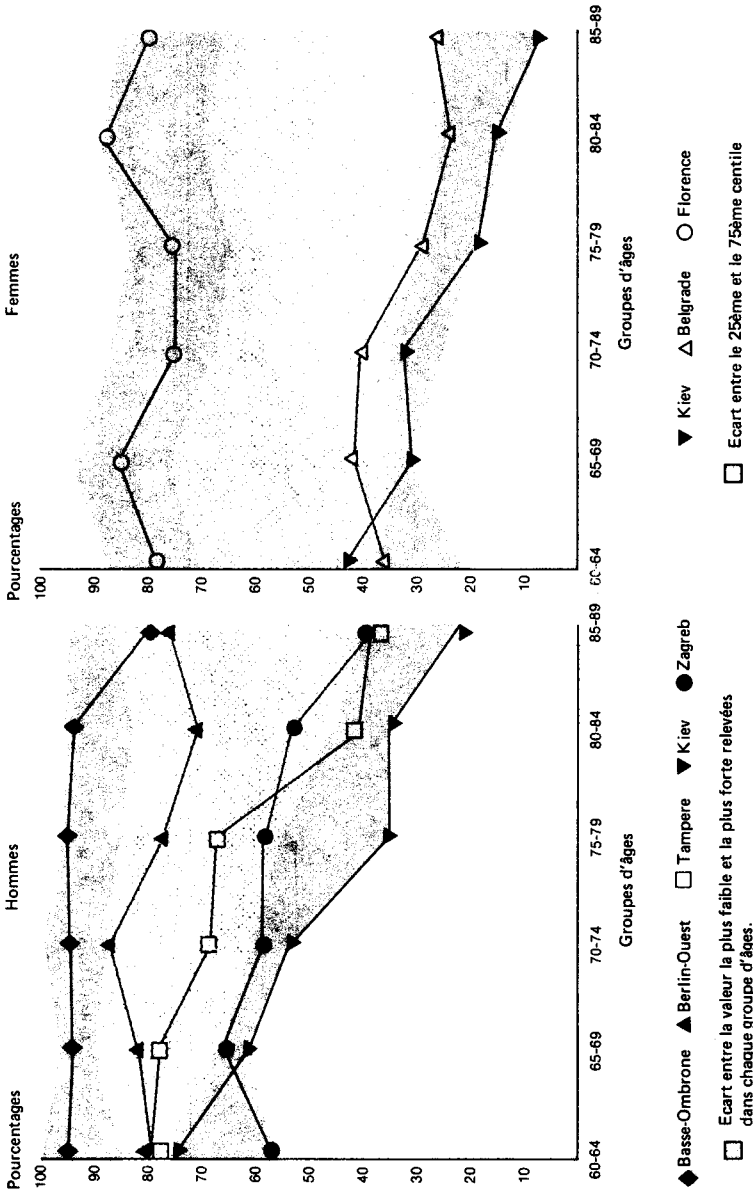 Hommes
Pourcentages
100
90
80
70
60
50
40
30
20
10
60-64
65-69
70-74
75-79
80-84
85-89
Groupes d'âges
Basse-Ombrone
Berlin-Ouest
Tampere
Kiev
Zagreb
Ecart entre la valeur la plus faible et la plus forte relevées
dans chaque groupe d'âges.
Femmes
Pourcentages
100
90
80
70
60
50
40
30
20
10
60-64
65-69
70-74
75-79
80-84
85-89
Groupes d'âges
Kiev
Belgrade
Florence
Ecart entre le 25ème et le 75ème centile